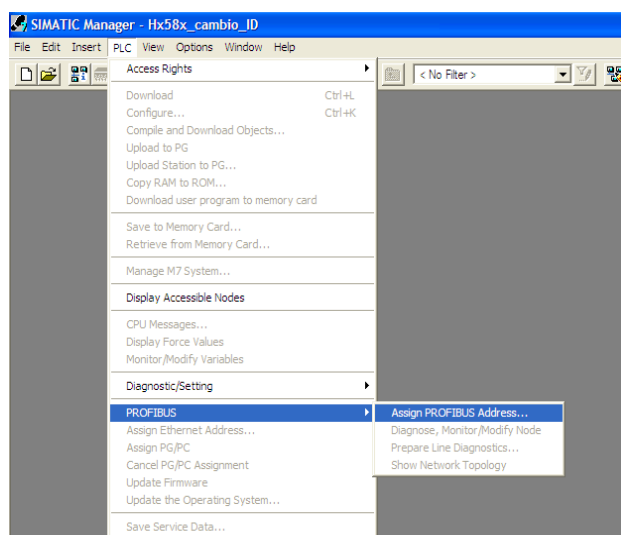 SIMATIC Manager - Hx58x_cambio_ID
File Edit Insert PLC View Options Window Help
< No Filter >
Access Rights
Download Ctrl+L
Configure... Ctrl+K
Compile and Download Objects...
Upload to PG
Upload Station to PG...
Copy RAM to ROM...
Download user program to memory card
Save to Memory Card...
Retrieve from Memory Card...
Manage M7 System...
Display Accessible Nodes
CPU Messages...
Display Force Values
Monitor/Modify Variables
Diagnostic/Setting
PROFIBUS
Assign PROFIBUS Address...
Diagnose, Monitor/Modify Node
Prepare Line Diagnostics...
Show Network Topology
Assign Ethernet Address...
Assign PG/PC
Cancel PG/PC Assignment
Update Firmware
Update the Operating System...
Save Service Data...